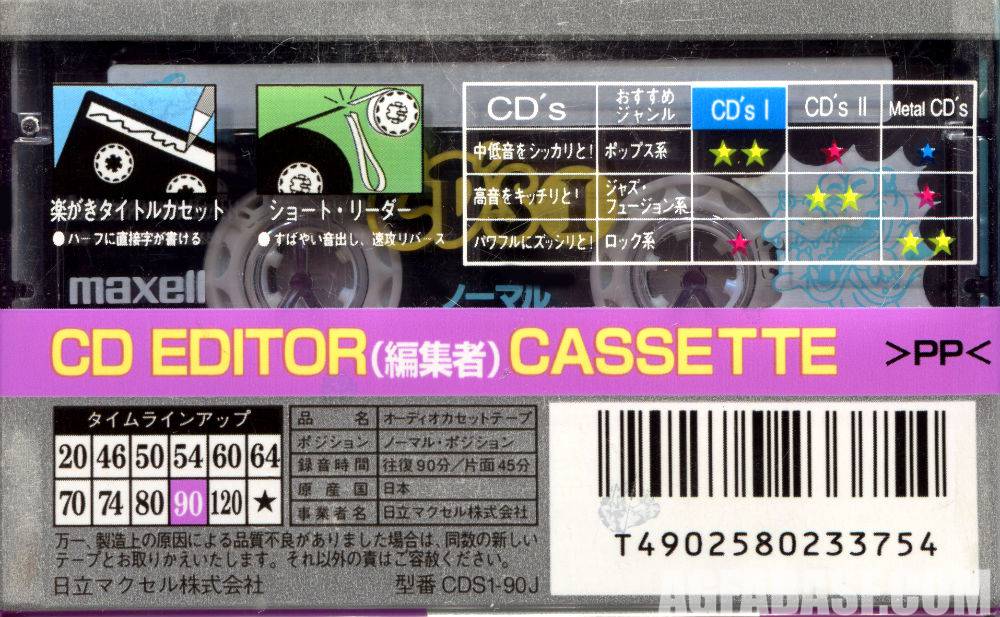 CD's おすすめジャンル CD's I CD's II Metal CD's
中低音をシッカリと! ポップス系 ★★ ★ ★
高音をキッチリと! ジャズ・フュージョン系 ★★ ★
パワフルにズッシリと! ロック系 ★ ★★
楽がきタイトルカセット
●ハーフに直接字が書ける
ショート・リーダー
●すばやい音出し、速攻リバース
maxell
ノーマル
CD EDITOR(編集者)CASSETTE >PP<
タイムラインアップ
20 46 50 54 60 64
70 74 80 90 120 ★
品名 オーディオカセットテープ
ポジション ノーマル・ポジション
録音時間 往復90分/片面45分
原産国 日本
事業者名 日立マクセル株式会社
万一、製造上の原因による品質不良がありました場合は、同数の新しい
テープとお取りかえいたします。それ以外の責はご容赦ください。
日立マクセル株式会社 型番 CDS1-90J
T4902580233754
AGFADASI.COM